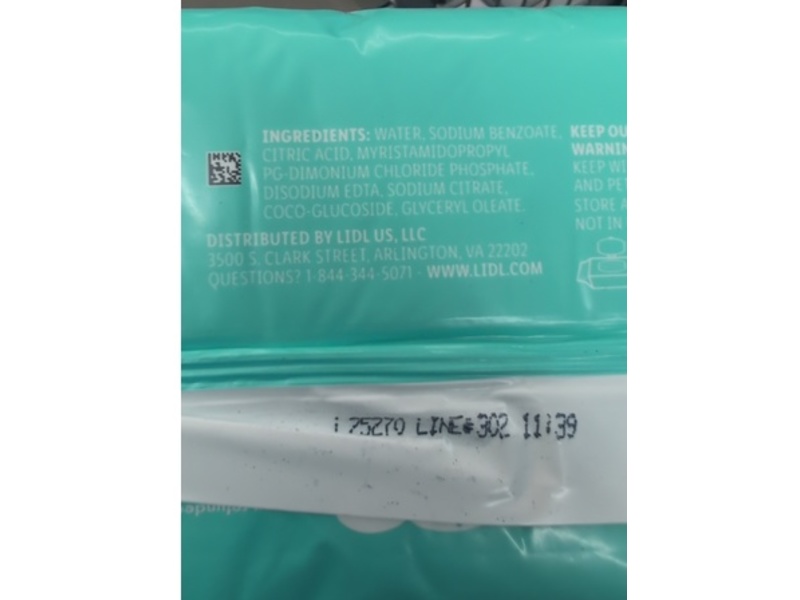 INGREDIENTS: WATER, SODIUM BENZOATE,
CITRIC ACID, MYRISTAMIDOPROPYL
PG-DIMONIUM CHLORIDE PHOSPHATE,
DISODIUM EDTA, SODIUM CITRATE,
COCO-GLUCOSIDE, GLYCERYL OLEATE.
DISTRIBUTED BY LIDL US, LLC
3500 S. CLARK STREET, ARLINGTON, VA 22202
QUESTIONS? 1-844-344-5071 - WWW.LIDL.COM
KEEP OU
WARNIN
KEEP WI
AND PE
STORE A
NOT IN
75270 LINE#302 11:39